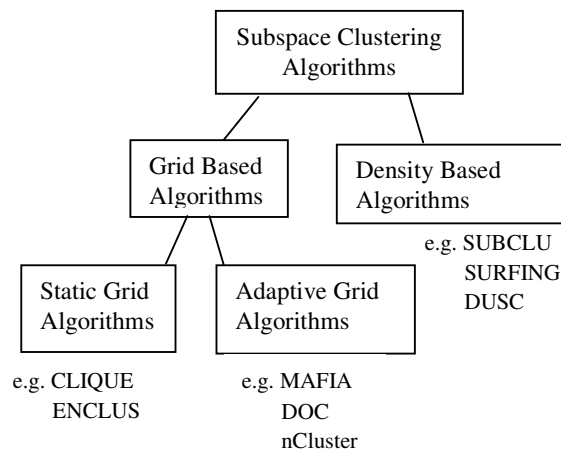 Subspace Clustering
Algorithms
Grid Based
Algorithms
Density Based
Algorithms
e.g. SUBCLU
SURFING
DUSC
Static Grid
Algorithms
Adaptive Grid
Algorithms
e.g. CLIQUE
ENCLUS
e.g. MAFIA
DOC
nCluster